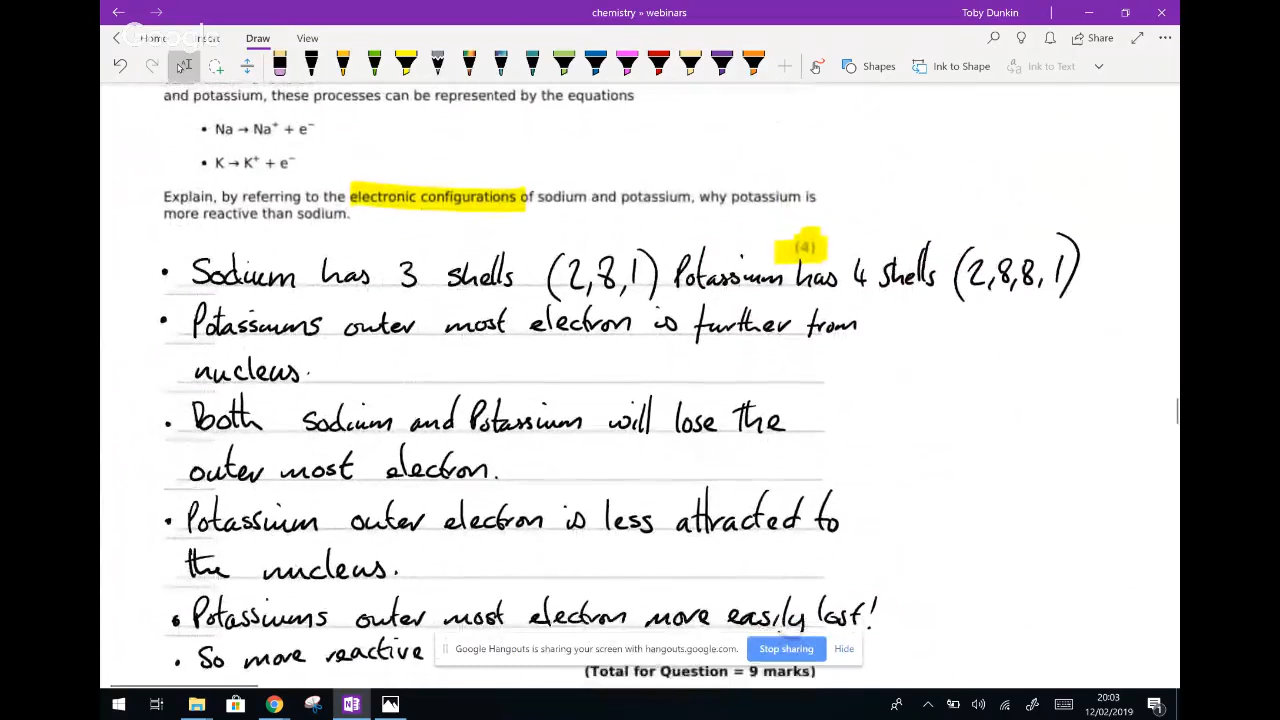 chemistry » webinars
Toby Dunkin
Google
Home
Insert
Draw
View
Share
Shapes
Ink to Shape
Ink to Text
and potassium, these processes can be represented by the equations
• Na → Na⁺ + e⁻
• K → K⁺ + e⁻
Explain, by referring to the electronic configurations of sodium and potassium, why potassium is
more reactive than sodium.
(4)
• Sodium has 3 shells (2,8,1) Potassium has 4 shells (2,8,8,1)
• Potassiums outer most electron is further from
nucleus.
• Both Sodium and Potassium will lose the
outer most electron.
• Potassium outer electron is less attracted to
the nucleus.
• Potassiums outer most electron more easily lost!
• So more reactive
Google Hangouts is sharing your screen with hangouts.google.com.
Stop sharing
Hide
(Total for Question = 9 marks)
20:03
12/02/2019